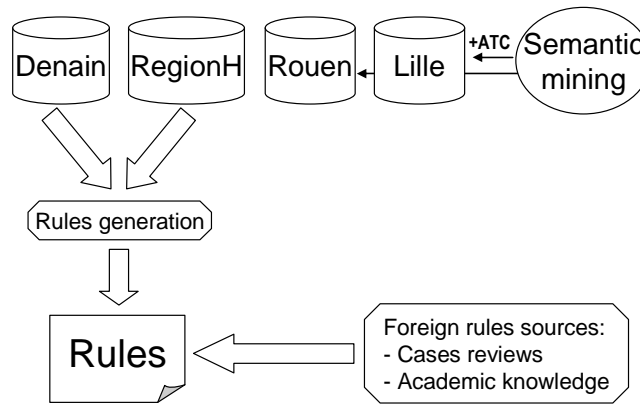 Denain
RegionH
Rouen
Lille
+ATC
Semantic
mining
Rules generation
Rules
Foreign rules sources:
- Cases reviews
- Academic knowledge